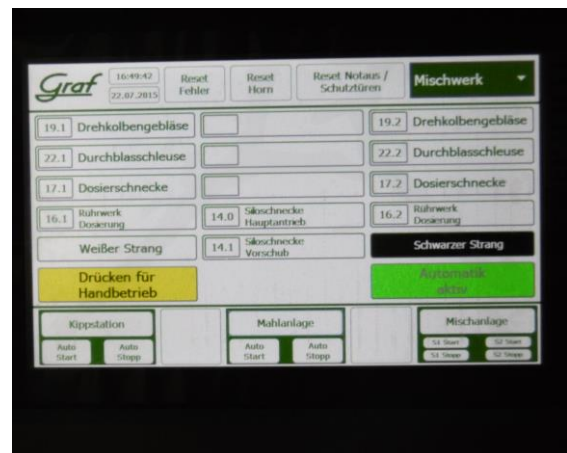 Graf
16:49:42
22.07.2015
Reset
Fehler
Reset
Horn
Reset Notaus /
Schutztüren
Mischwerk
19.1 Drehkolbengebläse
19.2 Drehkolbengebläse
22.1 Durchblasschleuse
22.2 Durchblasschleuse
17.1 Dosierschnecke
17.2 Dosierschnecke
16.1 Rührwerk
Dosierung
14.0 Siloschnecke
Hauptantrieb
16.2 Rührwerk
Dosierung
Weißer Strang
14.1 Siloschnecke
Vorschub
Schwarzer Strang
Drücken für
Handbetrieb
Automatik
aktiv
Kippstation
Mahlanlage
Mischanlage
Auto
Start
Auto
Stopp
Auto
Start
Auto
Stopp
S1 Start
S2 Start
S1 Stopp
S2 Stopp